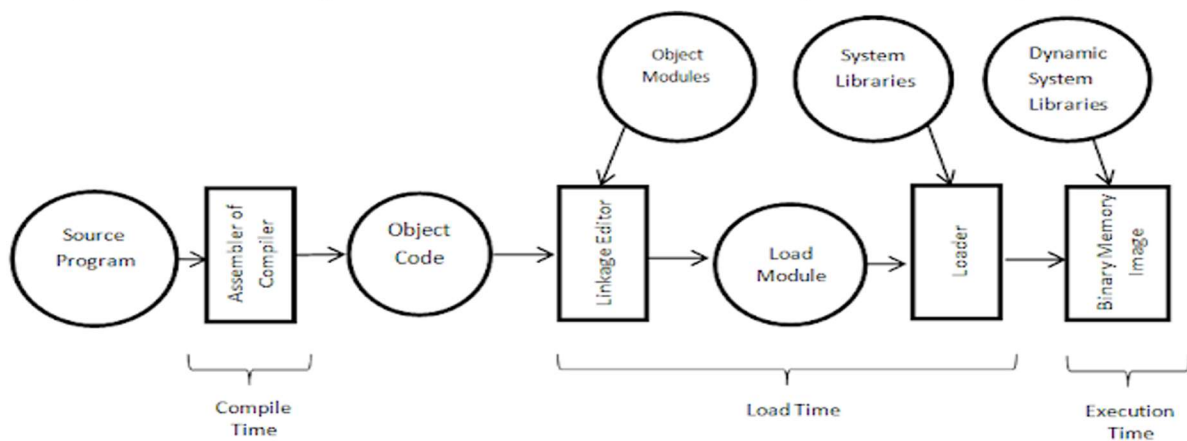 Object
Modules
System
Libraries
Dynamic
System
Libraries
Source
Program
Assembler of
Compiler
Object
Code
Linkage Editor
Load
Module
Loader
Binary Memory
Image
Compile
Time
Load Time
Execution
Time